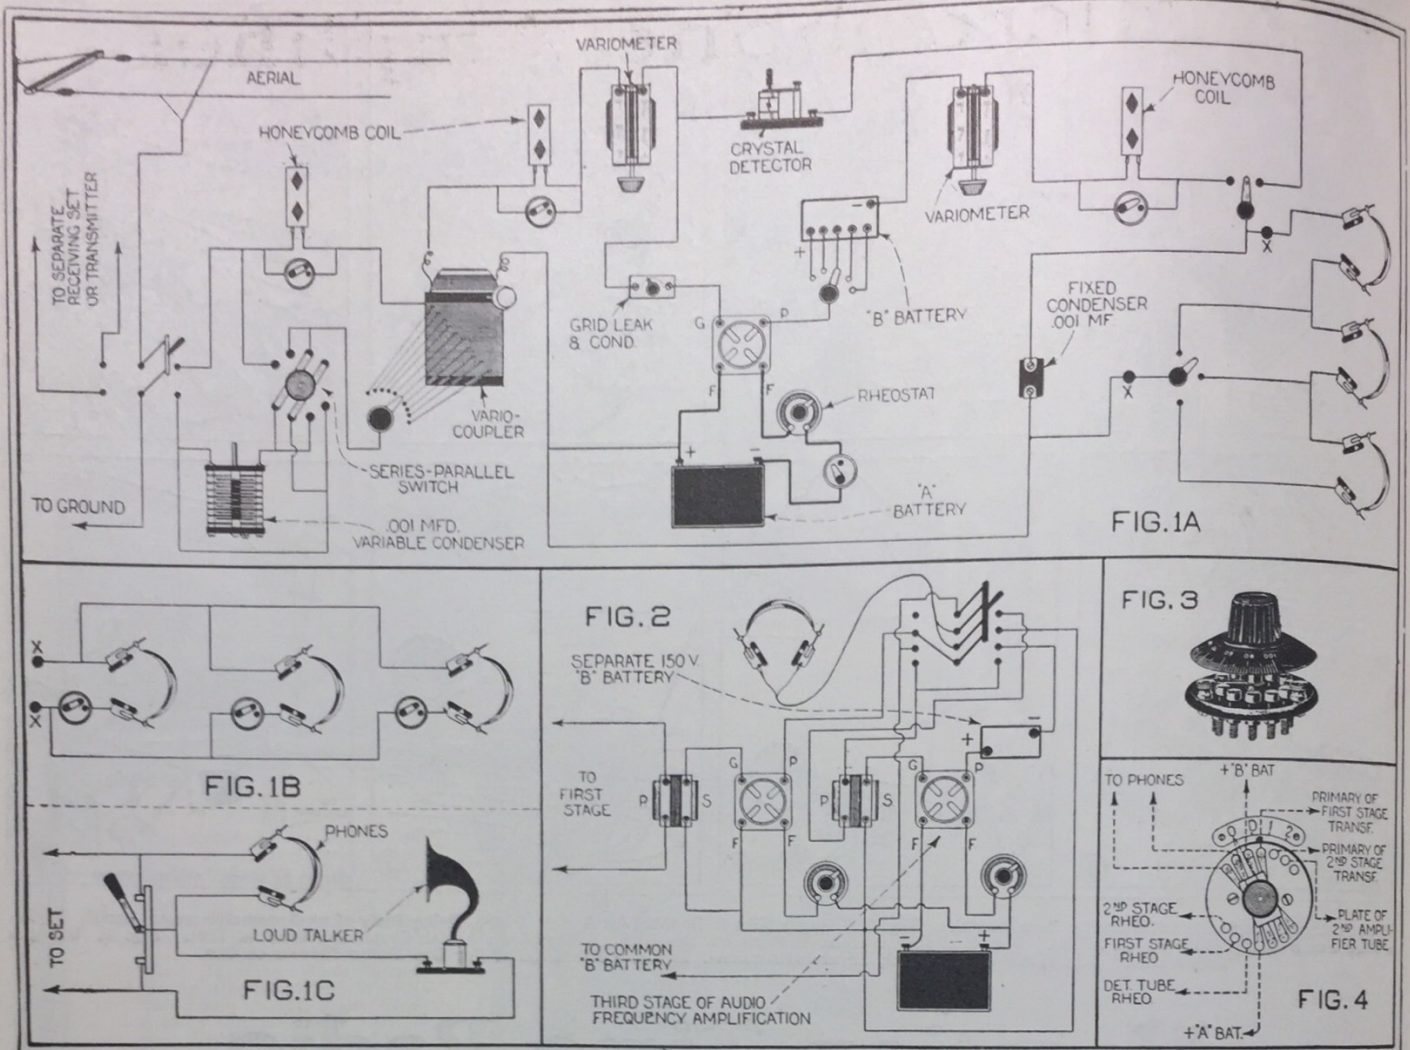 VARIOMETER
AERIAL
HONEYCOMB COIL
CRYSTAL
DETECTOR
HONEYCOMB
COIL
VARIOMETER
TO SEPARATE
RECEIVING SET
OR TRANSMITTER
-
+
"B" BATTERY
GRID LEAK
& COND.
G
P
F
F
FIXED
CONDENSER
.001 MF
X
X
RHEOSTAT
VARIO-
COUPLER
+
-
SERIES-PARALLEL
SWITCH
"A"
BATTERY
TO GROUND
.001 MFD.
VARIABLE CONDENSER
FIG.1A
X
X
FIG.1B
PHONES
TO SET
LOUD TALKER
FIG.1C
FIG.2
SEPARATE 150 V.
"B" BATTERY
-
+
TO
FIRST
STAGE
P
S
G
P
F
F
P
S
G
P
F
F
-
+
TO COMMON
"B" BATTERY
THIRD STAGE OF AUDIO
FREQUENCY AMPLIFICATION
FIG.3
+"B" BAT
TO PHONES
PRIMARY OF
FIRST STAGE
TRANSF.
0 D 1 2
PRIMARY OF
2ND STAGE
TRANSF.
2ND STAGE
RHEO.
PLATE OF
2ND AMPLI-
FIER TUBE
FIRST STAGE
RHEO
DET. TUBE
RHEO
+"A" BAT.
FIG.4